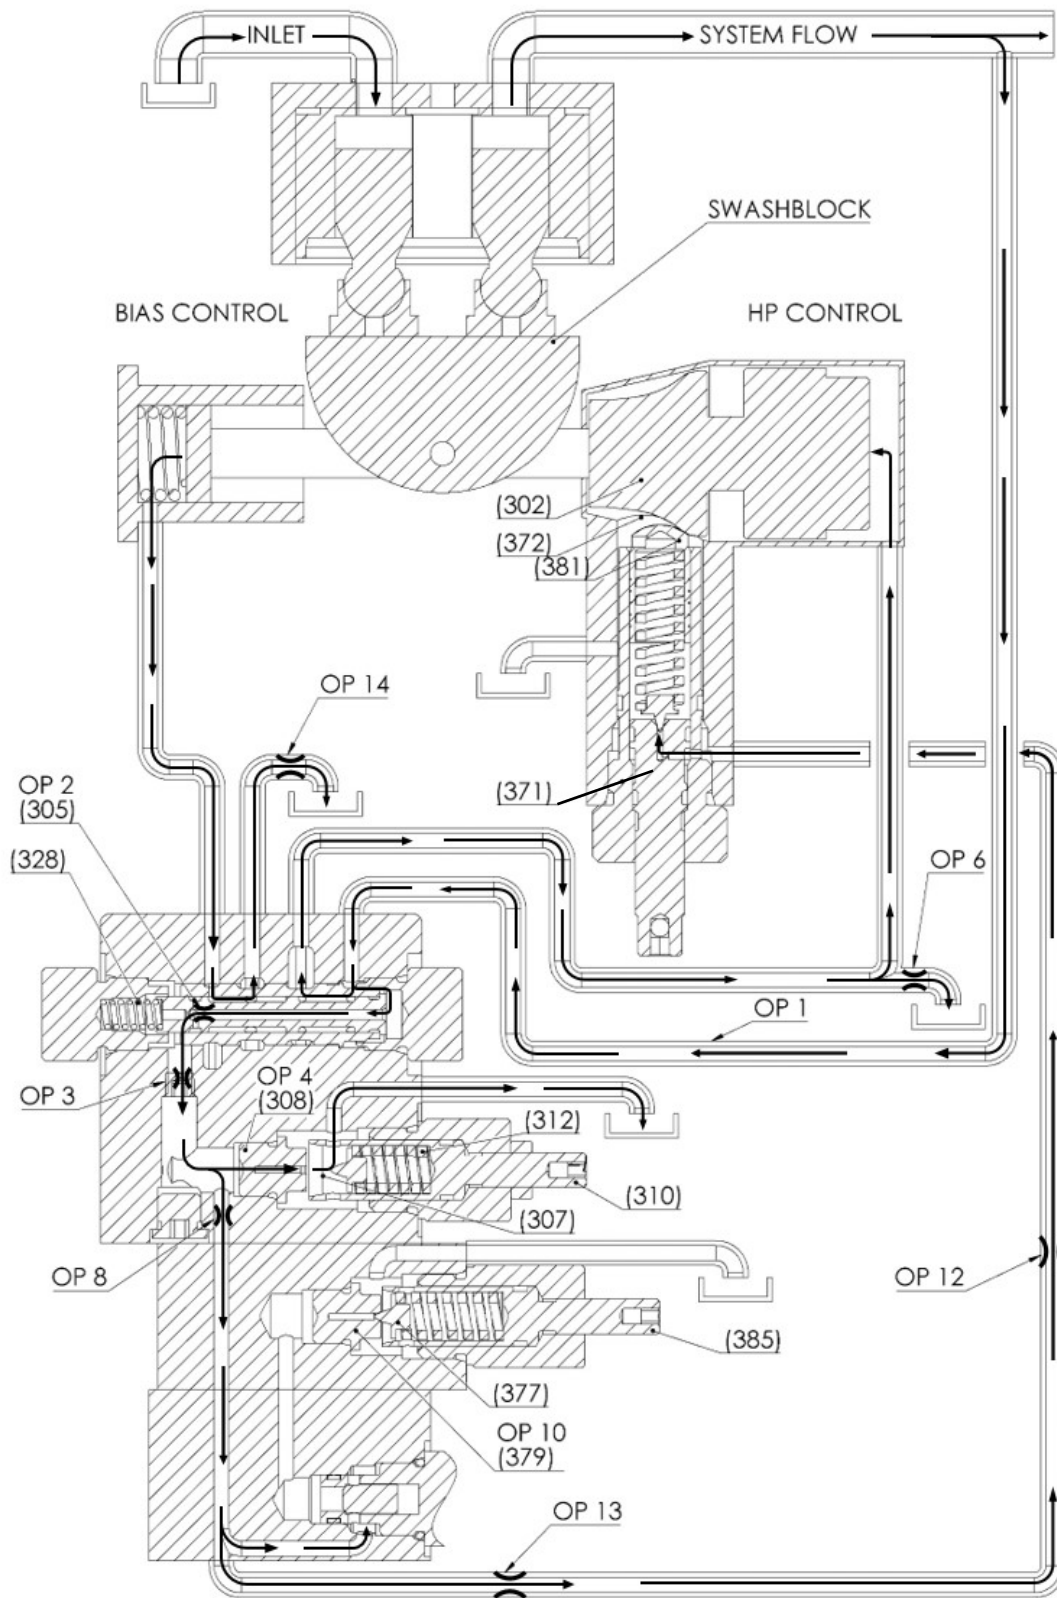 INLET
SYSTEM FLOW
SWASHBLOCK
BIAS CONTROL
HP CONTROL
(302)
(372)
(381)
OP 14
OP 2
(305)
(371)
(328)
OP 6
OP 1
OP 3
OP 4
(308)
(312)
(310)
(307)
OP 8
OP 12
(385)
(377)
OP 10
(379)
OP 13